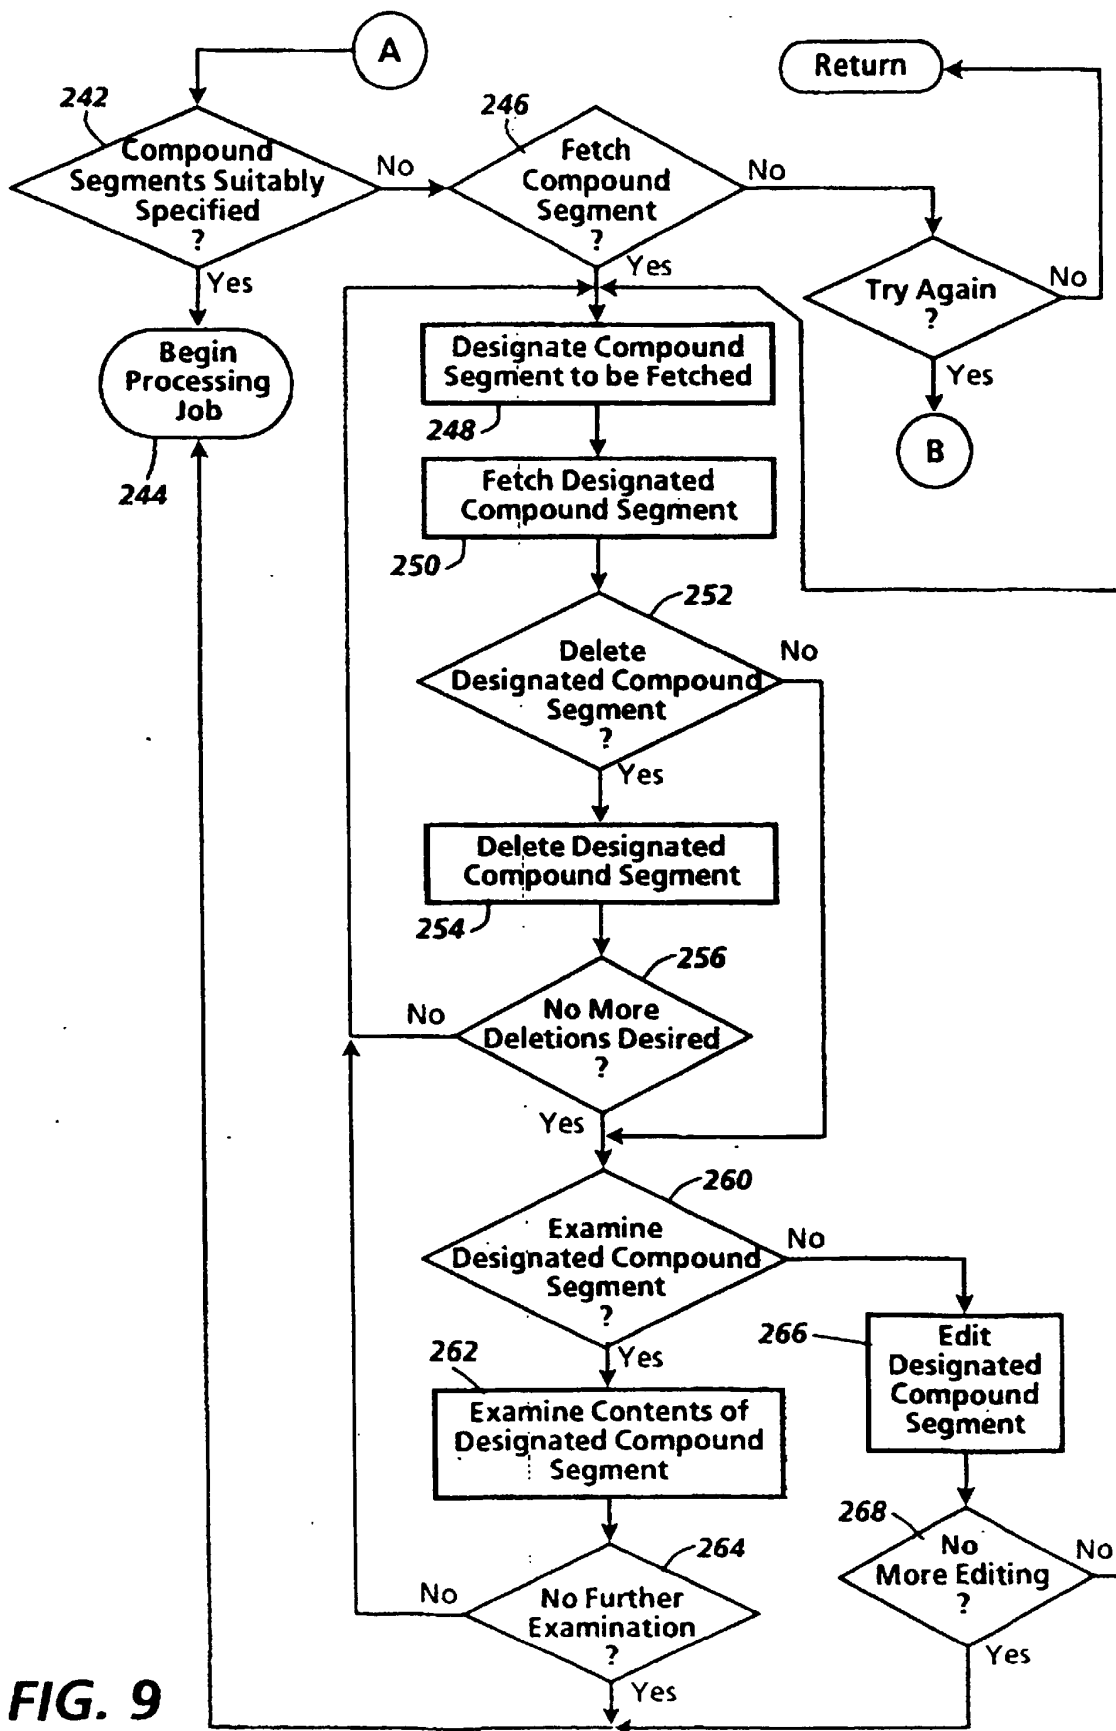 A
Return
242
Compound
Segments Suitably
Specified
?
No
Yes
246
Fetch
Compound
Segment
?
No
Yes
Try Again
?
No
Yes
B
Begin
Processing
Job
244
Designate Compound
Segment to be Fetched
248
Fetch Designated
Compound Segment
250
252
Delete
Designated Compound
Segment
?
No
Yes
Delete Designated
Compound Segment
254
256
No More
Deletions Desired
?
No
Yes
260
Examine
Designated Compound
Segment
?
No
Yes
262
Examine Contents of
Designated Compound
Segment
266
Edit
Designated
Compound
Segment
264
No Further
Examination
?
No
Yes
268
No
More Editing
?
No
Yes
FIG. 9